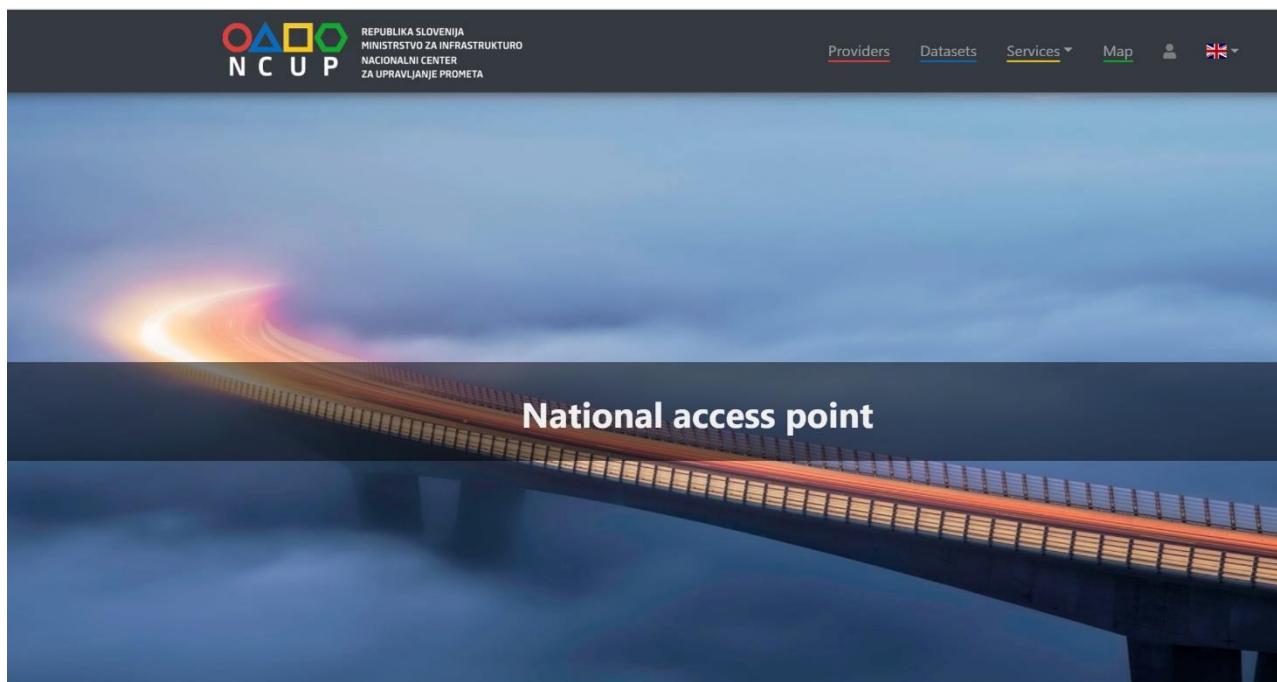 NCUP
REPUBLIKA SLOVENIJA
MINISTRSTVO ZA INFRASTRUKTURO
NACIONALNI CENTER
ZA UPRAVLJANJE PROMETA
Providers Datasets Services Map
National access point